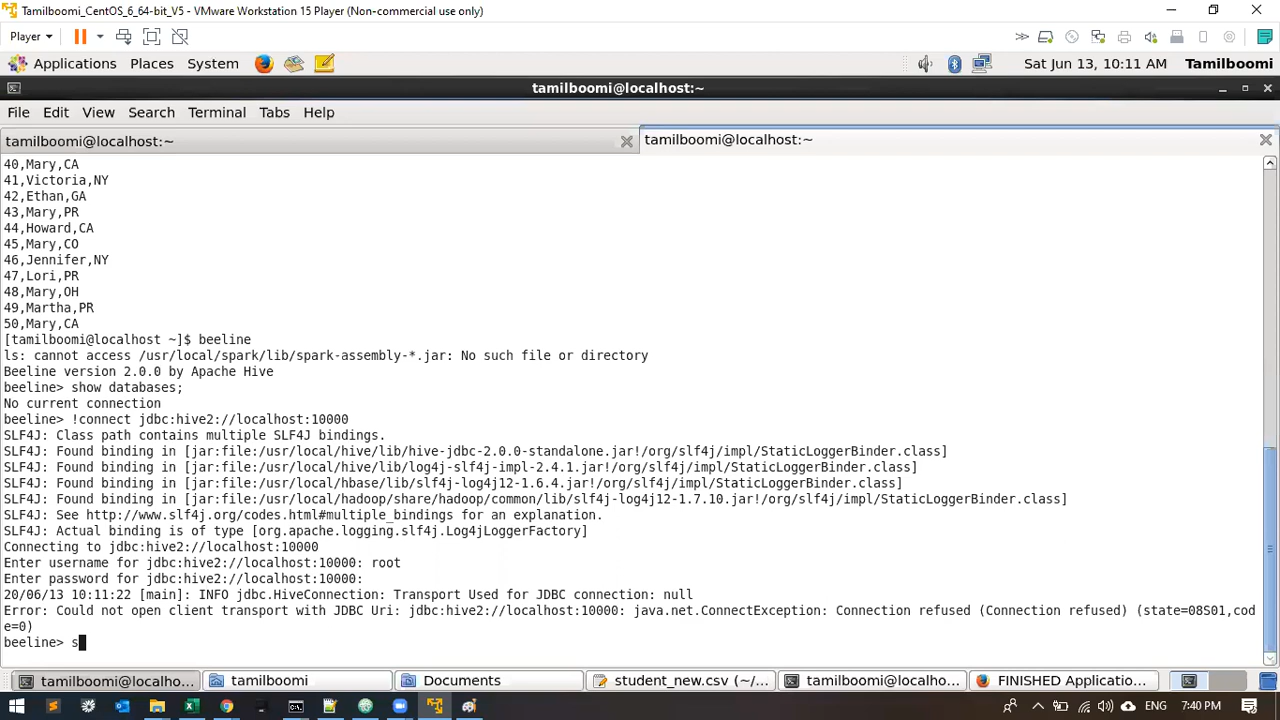 Tamilboomi_CentOS_6_64-bit_V5 - VMware Workstation 15 Player (Non-commercial use only)
Player
Applications Places System Sat Jun 13, 10:11 AM Tamilboomi
tamilboomi@localhost:~
File Edit View Search Terminal Tabs Help
tamilboomi@localhost:~ tamilboomi@localhost:~
40,Mary,CA
41,Victoria,NY
42,Ethan,GA
43,Mary,PR
44,Howard,CA
45,Mary,CO
46,Jennifer,NY
47,Lori,PR
48,Mary,OH
49,Martha,PR
50,Mary,CA
[tamilboomi@localhost ~]$ beeline
ls: cannot access /usr/local/spark/lib/spark-assembly-*.jar: No such file or directory
Beeline version 2.0.0 by Apache Hive
beeline> show databases;
No current connection
beeline> !connect jdbc:hive2://localhost:10000
SLF4J: Class path contains multiple SLF4J bindings.
SLF4J: Found binding in [jar:file:/usr/local/hive/lib/hive-jdbc-2.0.0-standalone.jar!/org/slf4j/impl/StaticLoggerBinder.class]
SLF4J: Found binding in [jar:file:/usr/local/hive/lib/log4j-slf4j-impl-2.4.1.jar!/org/slf4j/impl/StaticLoggerBinder.class]
SLF4J: Found binding in [jar:file:/usr/local/hbase/lib/slf4j-log4j12-1.6.4.jar!/org/slf4j/impl/StaticLoggerBinder.class]
SLF4J: Found binding in [jar:file:/usr/local/hadoop/share/hadoop/common/lib/slf4j-log4j12-1.7.10.jar!/org/slf4j/impl/StaticLoggerBinder.class]
SLF4J: See http://www.slf4j.org/codes.html#multiple_bindings for an explanation.
SLF4J: Actual binding is of type [org.apache.logging.slf4j.Log4jLoggerFactory]
Connecting to jdbc:hive2://localhost:10000
Enter username for jdbc:hive2://localhost:10000: root
Enter password for jdbc:hive2://localhost:10000:
20/06/13 10:11:22 [main]: INFO jdbc.HiveConnection: Transport Used for JDBC connection: null
Error: Could not open client transport with JDBC Uri: jdbc:hive2://localhost:10000: java.net.ConnectException: Connection refused (Connection refused) (state=08S01,cod
e=0)
beeline> s
tamilboomi@localho... tamilboomi Documents student_new.csv (~/... tamilboomi@localho... FINISHED Applicatio...
ENG 7:40 PM